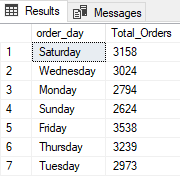 Results Messages
order_day Total_Orders
1 Saturday 3158
2 Wednesday 3024
3 Monday 2794
4 Sunday 2624
5 Friday 3538
6 Thursday 3239
7 Tuesday 2973